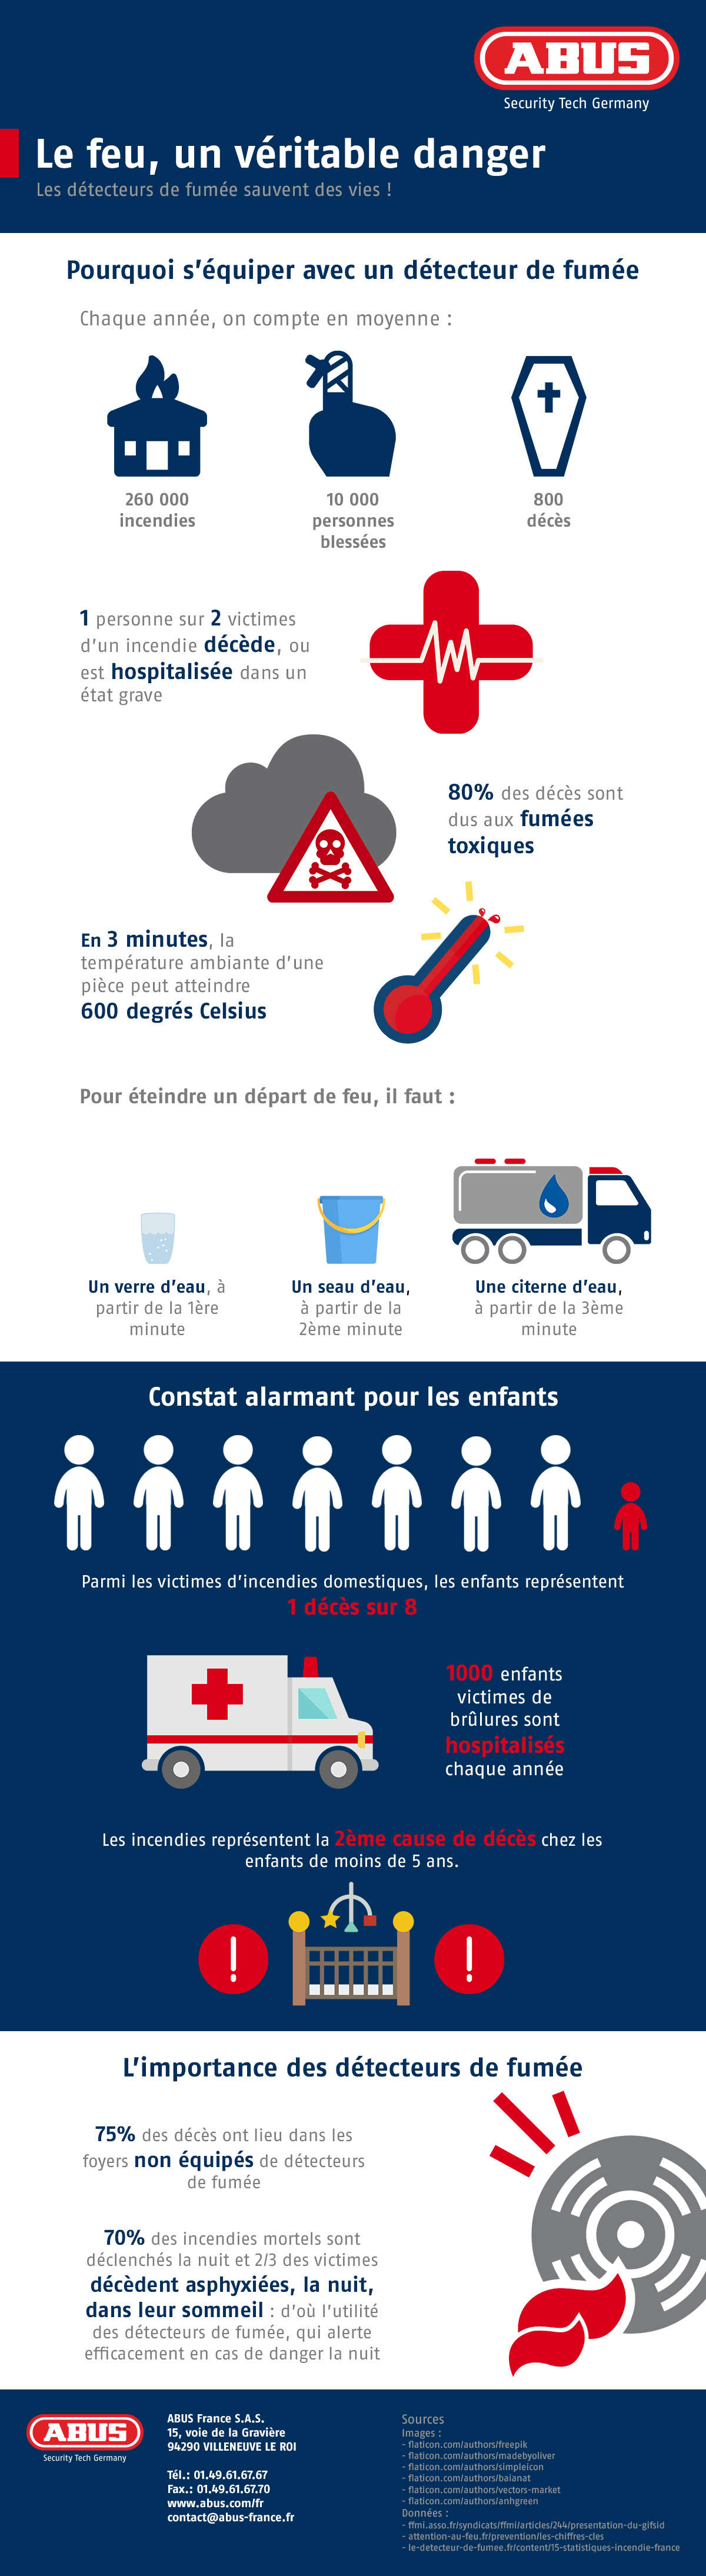 ABUS
Security Tech Germany
Le feu, un véritable danger
Les détecteurs de fumée sauvent des vies !
Pourquoi s'équiper avec un détecteur de fumée
Chaque année, on compte en moyenne :
260 000
incendies
10 000
personnes
blessées
800
décès
1 personne sur 2 victimes
d'un incendie décède, ou
est hospitalisée dans un
état grave
80% des décès sont
dus aux fumées
toxiques
En 3 minutes, la
température ambiante d'une
pièce peut atteindre
600 degrés Celsius
Pour éteindre un départ de feu, il faut :
Un verre d'eau, à
partir de la 1ère
minute
Un seau d'eau,
à partir de la
2ème minute
Une citerne d'eau,
à partir de la 3ème
minute
Constat alarmant pour les enfants
Parmi les victimes d'incendies domestiques, les enfants représentent
1 décès sur 8
1000 enfants
victimes de
brûlures sont
hospitalisés
chaque année
Les incendies représentent la 2ème cause de décès chez les
enfants de moins de 5 ans.
! !
L'importance des détecteurs de fumée
75% des décès ont lieu dans les
foyers non équipés de détecteurs
de fumée
70% des incendies mortels sont
déclenchés la nuit et 2/3 des victimes
décèdent asphyxiées, la nuit,
dans leur sommeil : d'où l'utilité
des détecteurs de fumée, qui alerte
efficacement en cas de danger la nuit
ABUS
Security Tech Germany
ABUS France S.A.S.
15, voie de la Gravière
94290 VILLENEUVE LE ROI
Tél.: 01.49.61.67.67
Fax.: 01.49.61.67.70
www.abus.com/fr
contact@abus-france.fr
Sources
Images :
- flaticon.com/authors/freepik
- flaticon.com/authors/madebyoliver
- flaticon.com/authors/simpleicon
- flaticon.com/authors/baianat
- flaticon.com/authors/vectors-market
- flaticon.com/authors/anhgreen
Données :
- ffmi.asso.fr/syndicats/ffmi/articles/244/presentation-du-gifsid
- attention-au-feu.fr/prevention/les-chiffres-cles
- le-detecteur-de-fumee.fr/content/15-statistiques-incendie-france